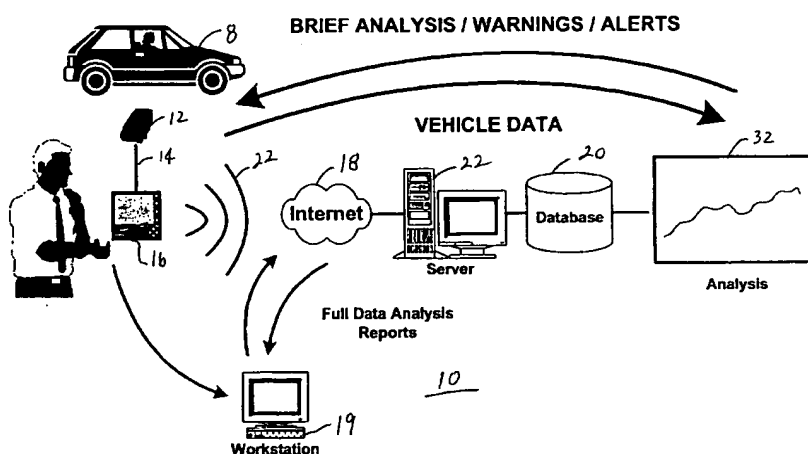 8
BRIEF ANALYSIS / WARNINGS / ALERTS
12
VEHICLE DATA
14
22
18
22
20
32
Internet
Database
16
Server
Analysis
Full Data Analysis
Reports
10
19
Workstation